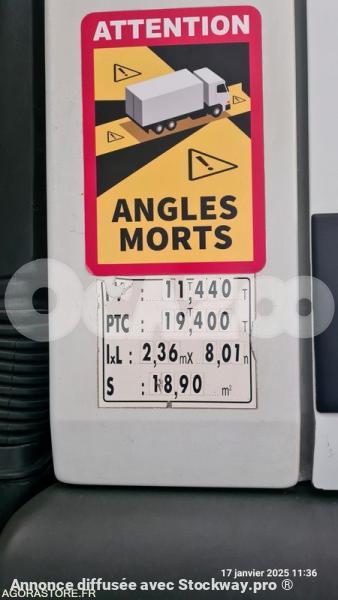 ATTENTION
ANGLES
MORTS
: 11,440 T
PTC : 19,400 T
lxL : 2,36 mx 8,01
S : 18,90 m²
17 janvier 2025 11:36
Annonce diffusée avec Stockway.pro ®
AGORASTORE.FR